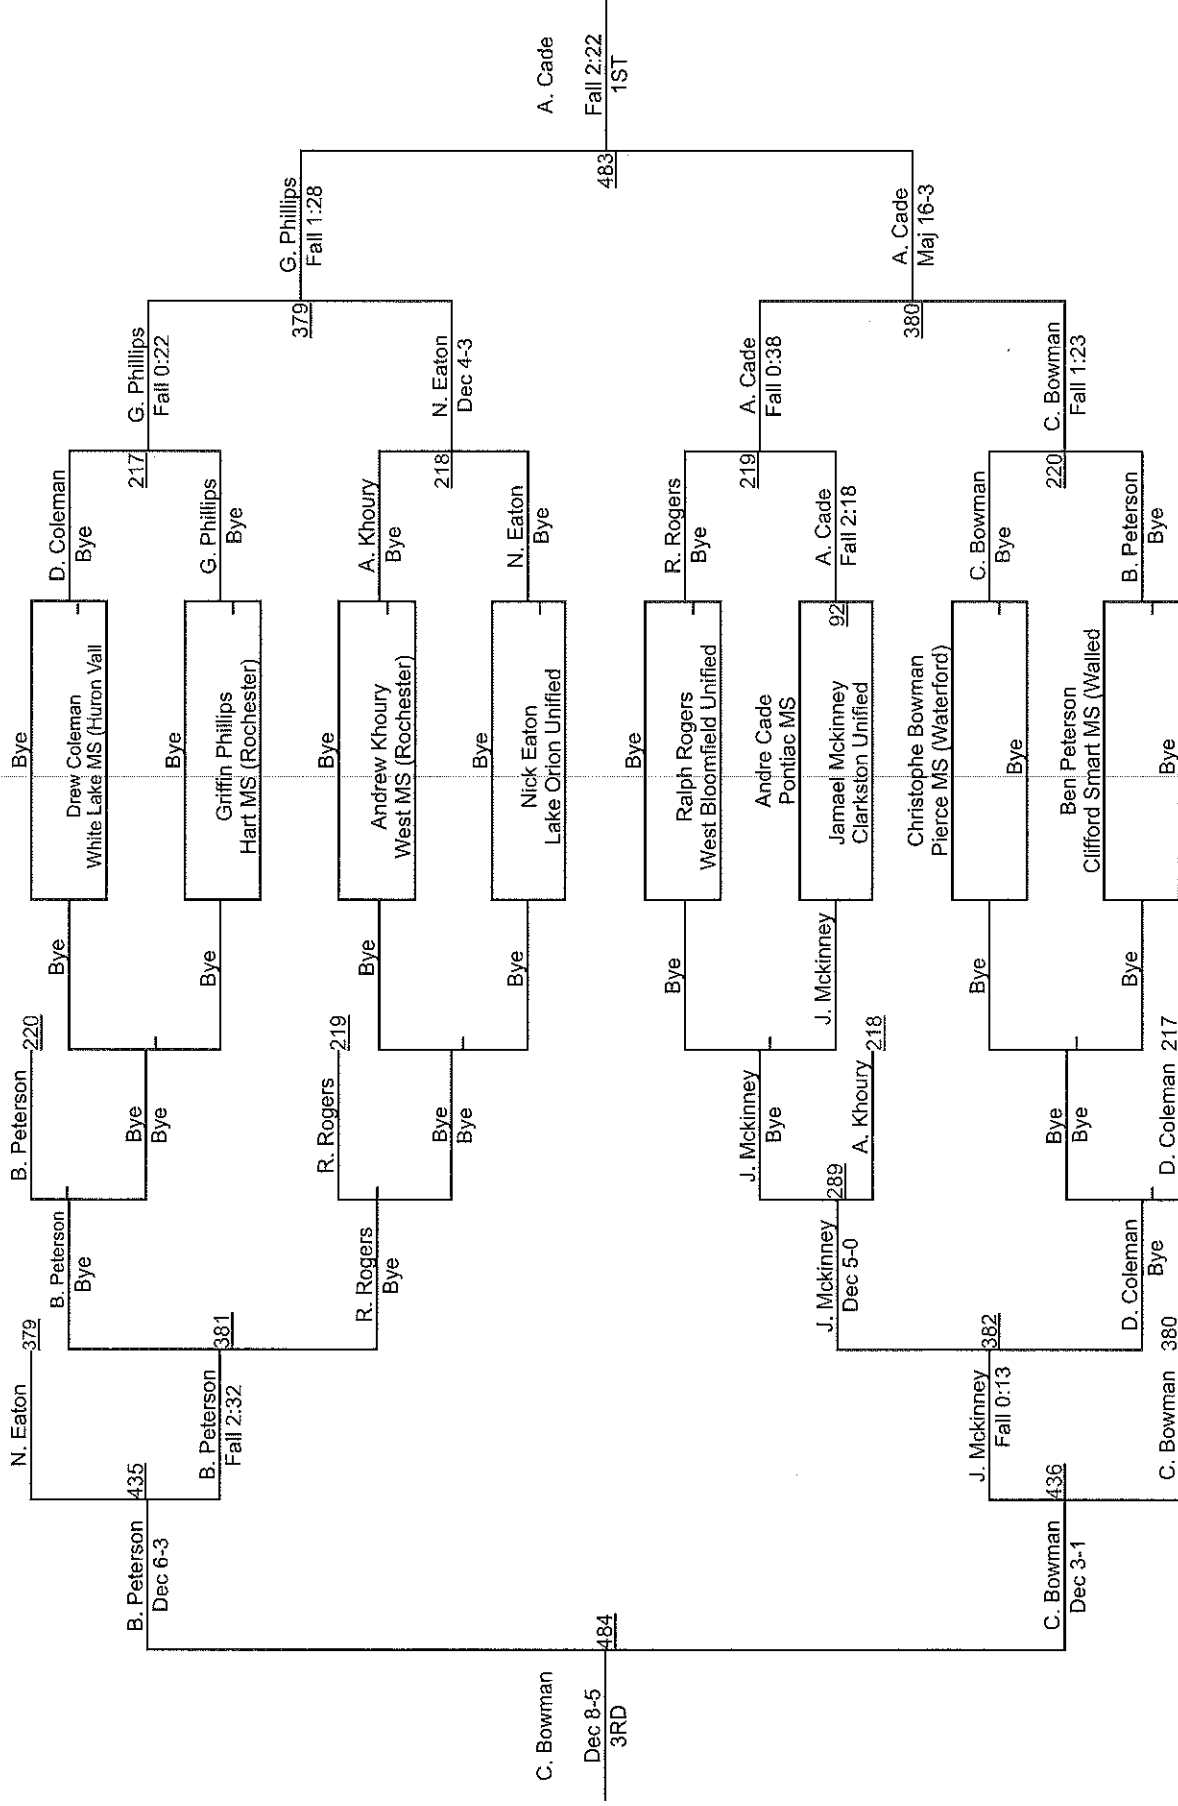 C. Bowman
Dec 8-5
3RD
484
B. Peterson
Dec 6-3
C. Bowman
Dec 3-1
N. Eaton 379
435
B. Peterson
Fall 2:32
J. Mckinney
Fall 0:13
436
C. Bowman 380
B. Peterson
Bye
381
R. Rogers
Bye
J. Mckinney
Dec 5-0
382
D. Coleman
Bye
B. Peterson 220
Bye
Bye
R. Rogers 219
Bye
Bye
J. Mckinney
Bye
289
A. Khoury 218
Bye
Bye
D. Coleman 217
Bye
Bye
Bye
Bye
Bye
J. Mckinney
Bye
Bye
Bye
Drew Coleman
White Lake MS (Huron Vall
Bye
Griffin Phillips
Hart MS (Rochester)
Bye
Andrew Khoury
West MS (Rochester)
Bye
Nick Eaton
Lake Orion Unified
Ralph Rogers
West Bloomfield Unified
Andre Cade
Pontiac MS
92
Jamael Mckinney
Clarkston Unified
Christophe Bowman
Pierce MS (Waterford)
Bye
Ben Peterson
Clifford Smart MS (Walled
Bye
D. Coleman
Bye
G. Phillips
Bye
A. Khoury
Bye
N. Eaton
Bye
R. Rogers
Bye
A. Cade
Fall 2:18
C. Bowman
Bye
B. Peterson
Bye
217
G. Phillips
Fall 0:22
218
N. Eaton
Dec 4-3
219
A. Cade
Fall 0:38
220
C. Bowman
Fall 1:23
379
G. Phillips
Fall 1:28
380
A. Cade
Maj 16-3
483
A. Cade
Fall 2:22
1ST